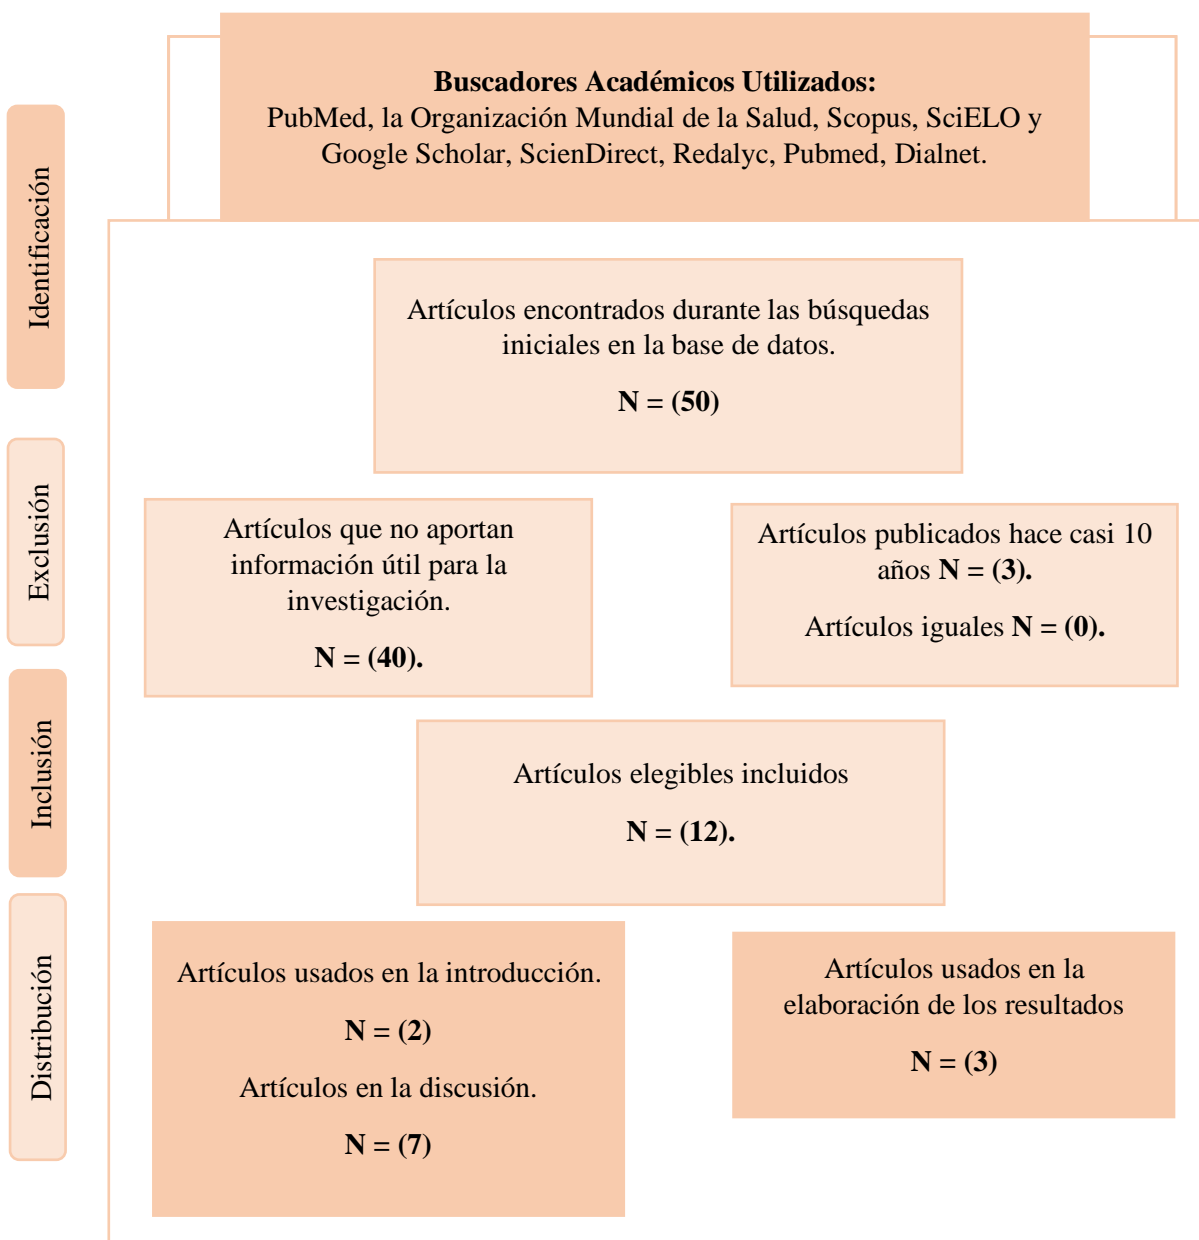 Buscadores Académicos Utilizados:
PubMed, la Organización Mundial de la Salud, Scopus, SciELO y
Google Scholar, ScienDirect, Redalyc, Pubmed, Dialnet.
Identificación
Artículos encontrados durante las búsquedas
iniciales en la base de datos.
N = (50)
Exclusión
Artículos que no aportan
información útil para la
investigación.
N = (40).
Artículos publicados hace casi 10
años N = (3).
Artículos iguales N = (0).
Inclusión
Artículos elegibles incluidos
N = (12).
Distribución
Artículos usados en la introducción.
N = (2)
Artículos en la discusión.
N = (7)
Artículos usados en la
elaboración de los resultados
N = (3)